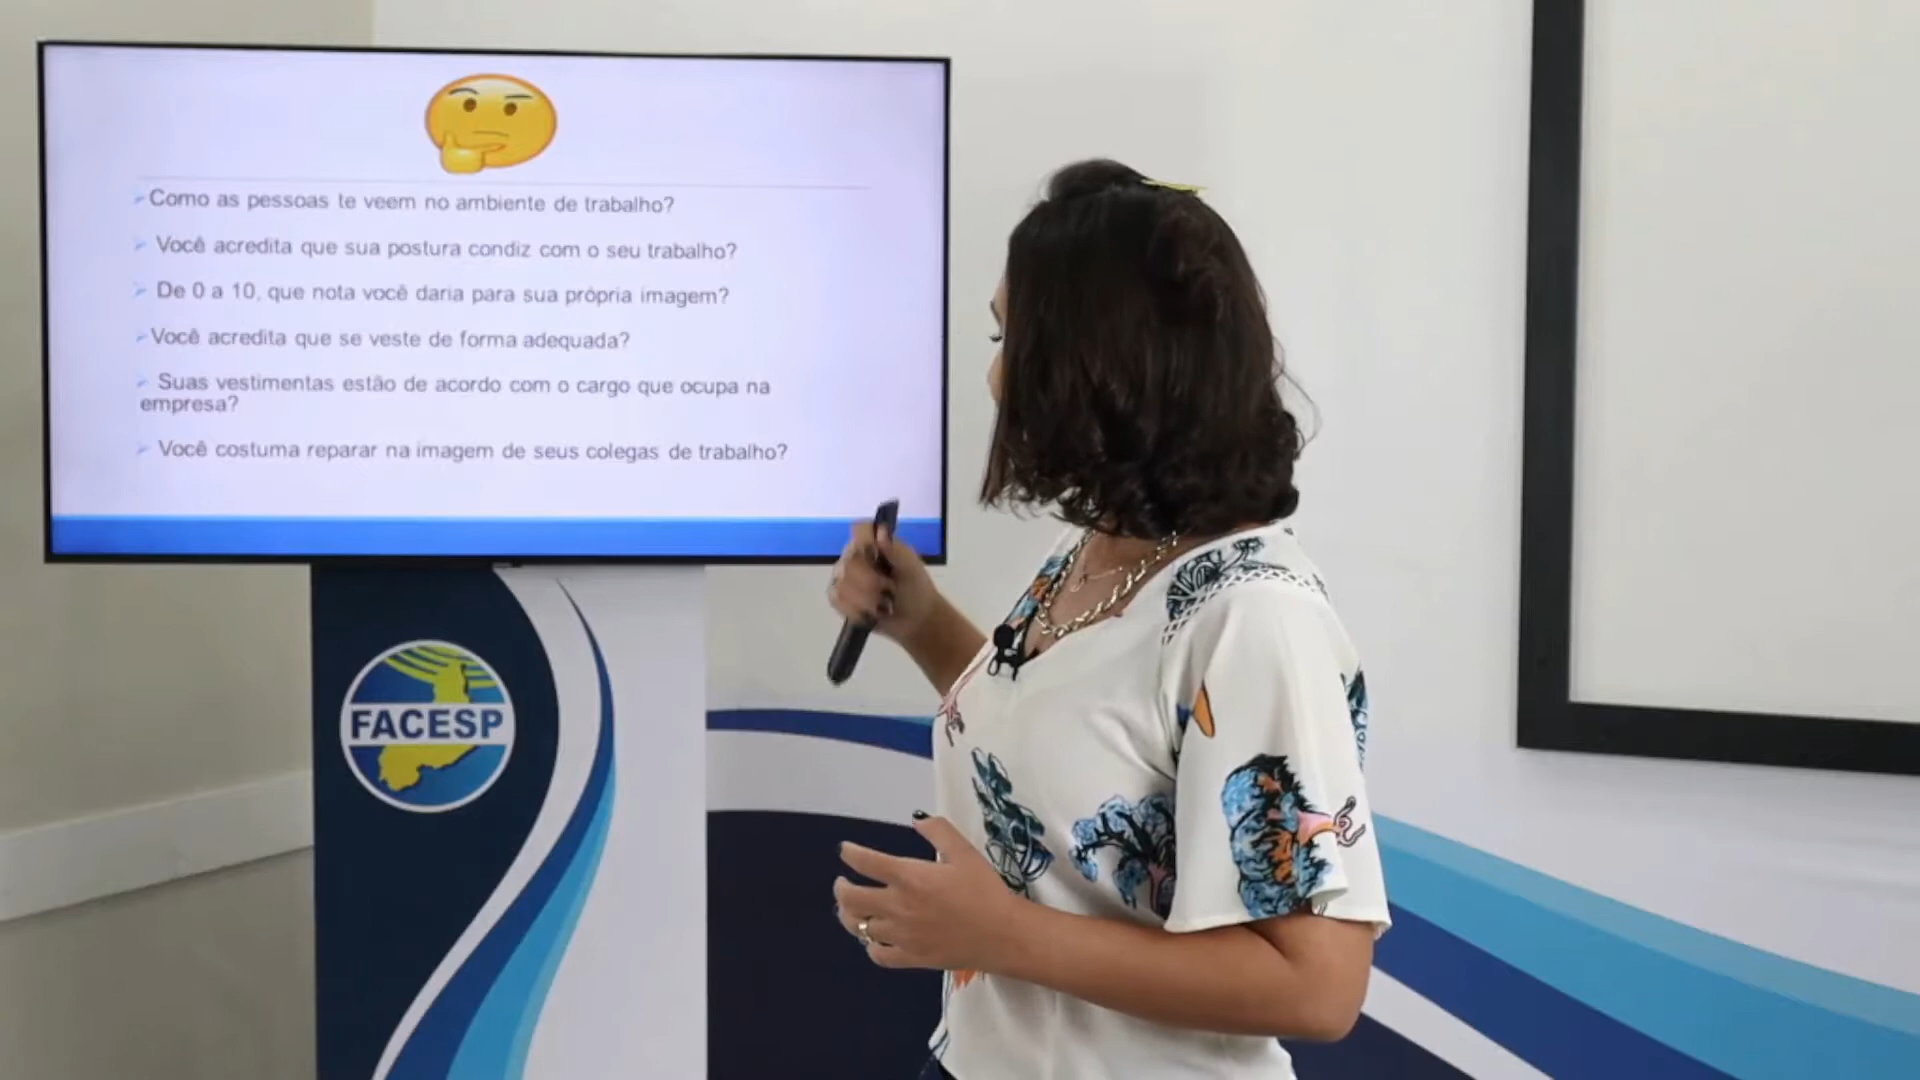 Como as pessoas te veem no ambiente de trabalho?
Você acredita que sua postura condiz com o seu trabalho?
De 0 a 10, que nota você daria para sua própria imagem?
Você acredita que se veste de forma adequada?
Suas vestimentas estão de acordo com o cargo que ocupa na
empresa?
Você costuma reparar na imagem de seus colegas de trabalho?
FACESP